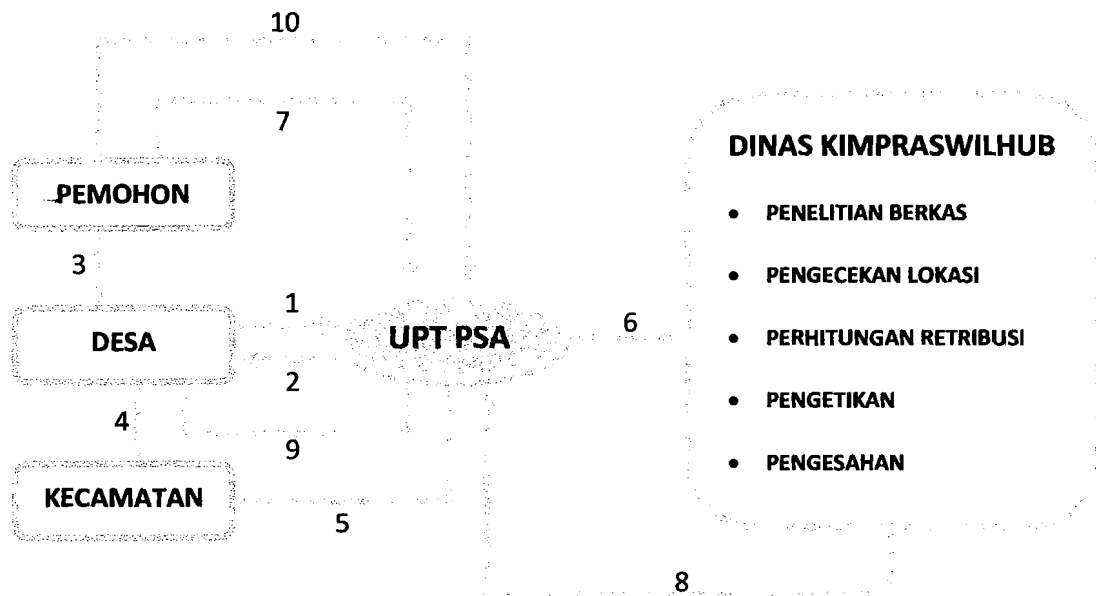 10
7
PEMOHON
3
DESA
1
2
4
9
KECAMATAN
5
UPT PSA
6
DINAS KIMPRASWILHUB
• PENELITIAN BERKAS
• PENGECEKAN LOKASI
• PERHITUNGAN RETRIBUSI
• PENGETIKAN
• PENGESAHAN
8